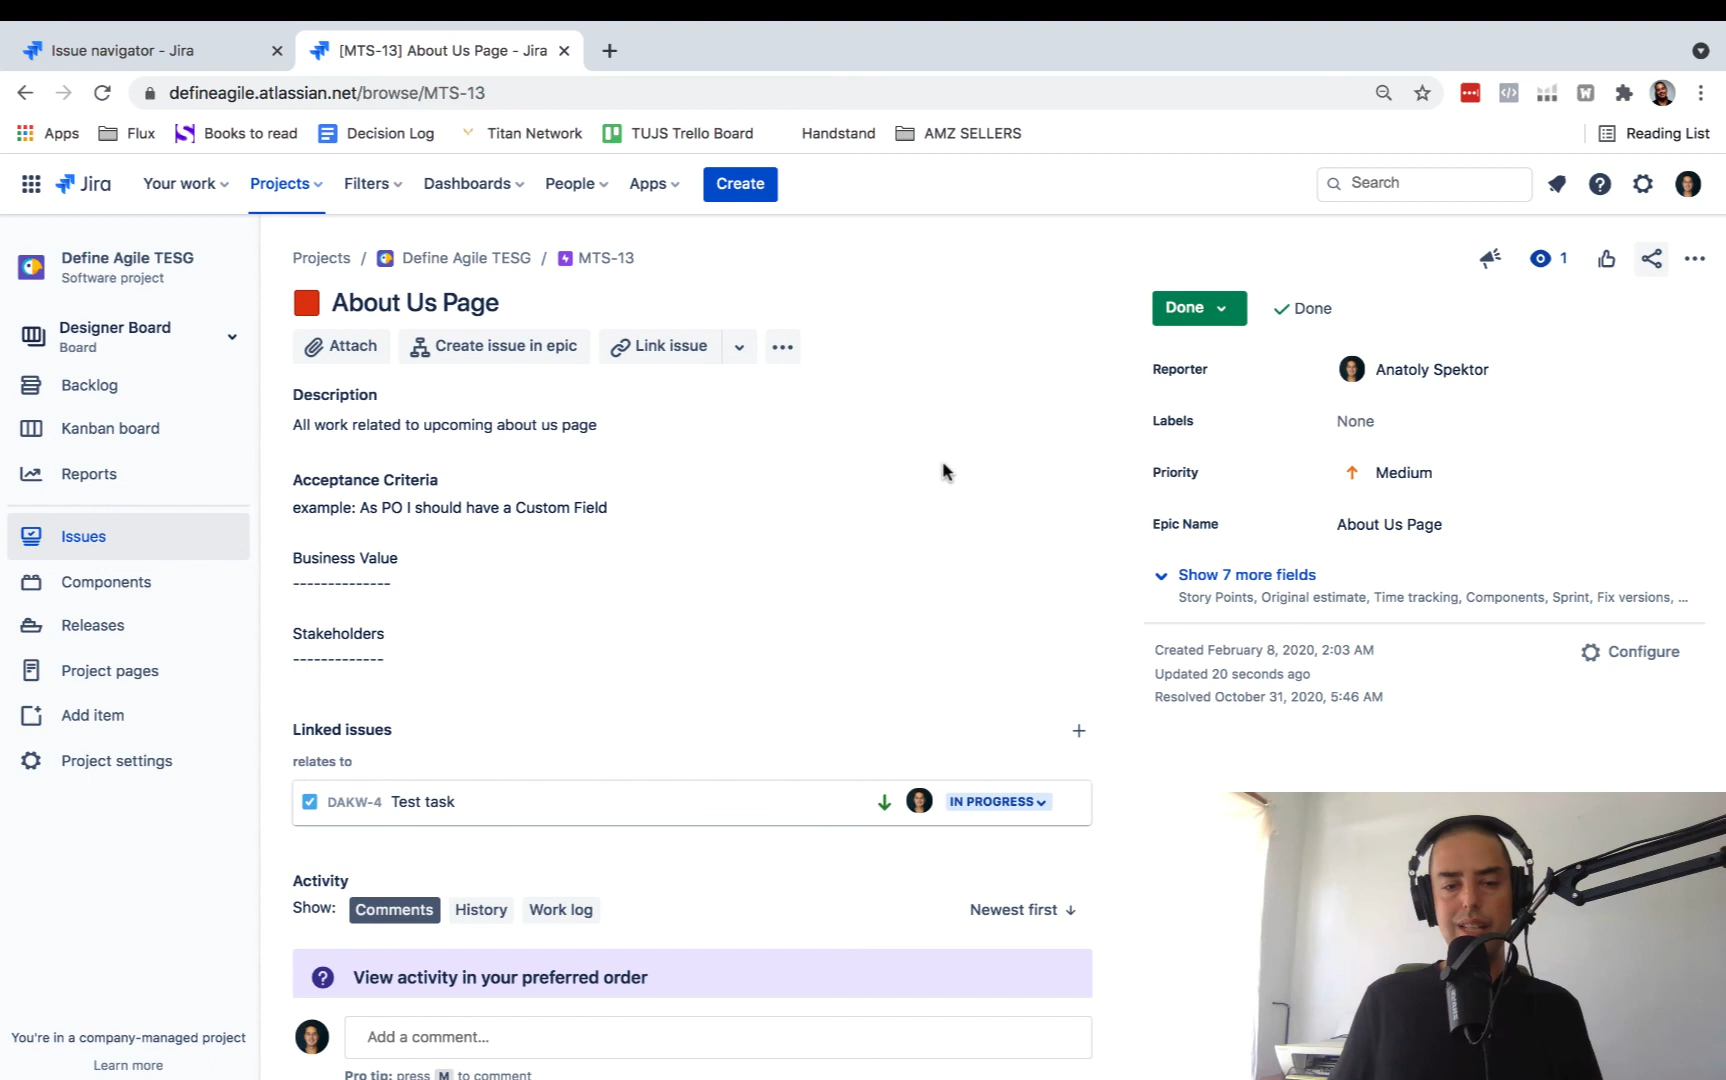 Issue navigator - Jira
[MTS-13] About Us Page - Jira
defineagile.atlassian.net/browse/MTS-13
Apps
Flux
Books to read
Decision Log
Titan Network
TUJS Trello Board
Handstand
AMZ SELLERS
Reading List
Jira
Your work
Projects
Filters
Dashboards
People
Apps
Create
Search
Define Agile TESG
Software project
Designer Board
Board
Backlog
Kanban board
Reports
Issues
Components
Releases
Project pages
Add item
Project settings
You're in a company-managed project
Learn more
Projects / Define Agile TESG / MTS-13
About Us Page
Attach
Create issue in epic
Link issue
Description
All work related to upcoming about us page
Acceptance Criteria
example: As PO I should have a Custom Field
Business Value
--------------
Stakeholders
-------------
Linked issues
relates to
DAKW-4 Test task
IN PROGRESS
Activity
Show: Comments History Work log
Newest first
View activity in your preferred order
Add a comment...
Pro tip: press M to comment
1
Done
Done
Reporter
Anatoly Spektor
Labels
None
Priority
Medium
Epic Name
About Us Page
Show 7 more fields
Story Points, Original estimate, Time tracking, Components, Sprint, Fix versions, ...
Created February 8, 2020, 2:03 AM
Updated 20 seconds ago
Resolved October 31, 2020, 5:46 AM
Configure